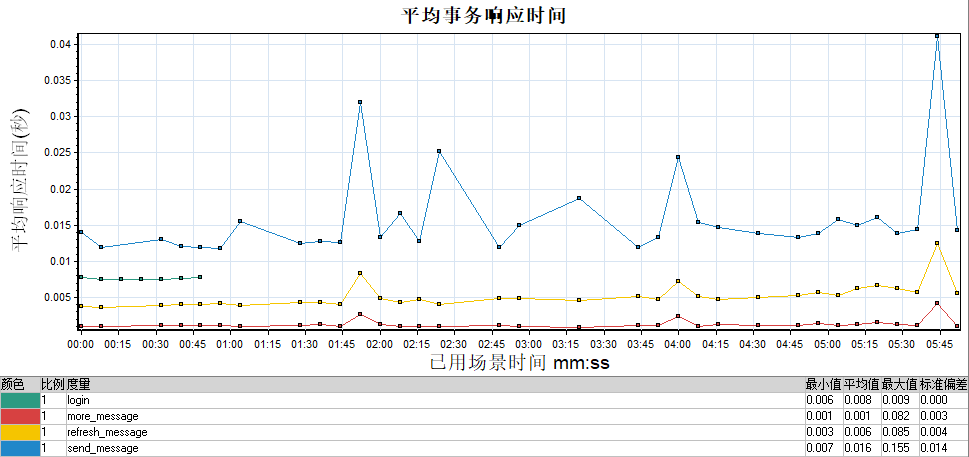 平均事务响应时间
平均响应时间(秒)
0.04
0.035
0.03
0.025
0.02
0.015
0.01
0.005
00:00 00:15 00:30 00:45 01:00 01:15 01:30 01:45 02:00 02:15 02:30 02:45 03:00 03:15 03:30 03:45 04:00 04:15 04:30 04:45 05:00 05:15 05:30 05:45
已用场景时间 mm:ss
颜色 比例 度量 最小值 平均值 最大值 标准偏差
1 login 0.006 0.008 0.009 0.000
1 more_message 0.001 0.001 0.082 0.003
1 refresh_message 0.003 0.006 0.085 0.004
1 send_message 0.007 0.016 0.155 0.014